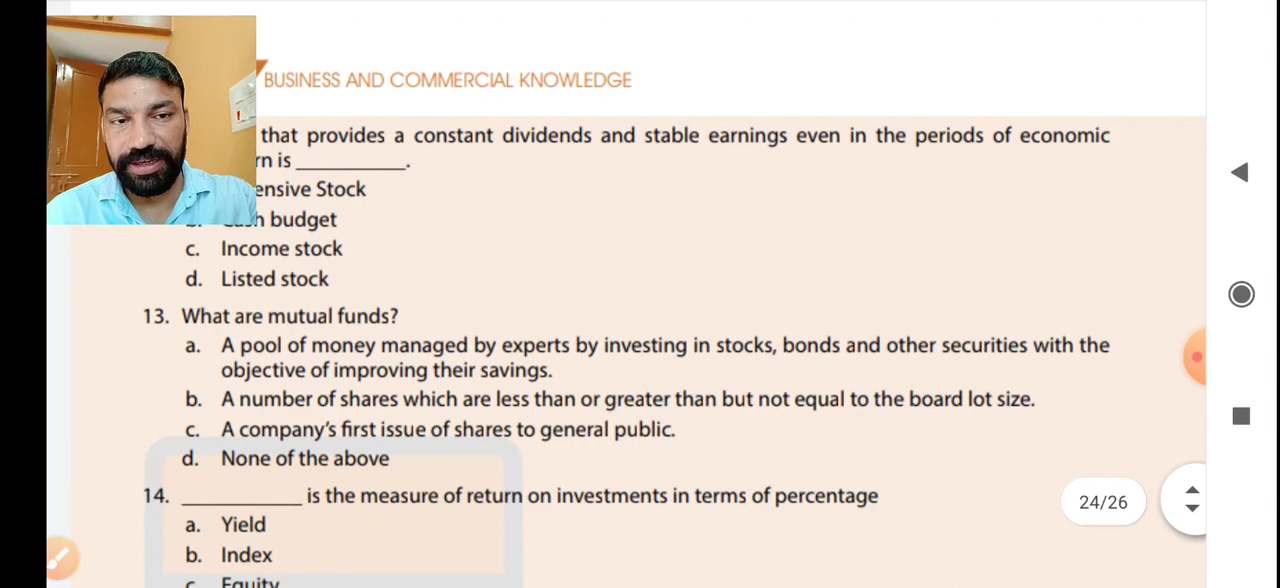 BUSINESS AND COMMERCIAL KNOWLEDGE
that provides a constant dividends and stable earnings even in the periods of economic
rn is __________.
ensive Stock
h budget
c. Income stock
d. Listed stock
13. What are mutual funds?
a. A pool of money managed by experts by investing in stocks, bonds and other securities with the
objective of improving their savings.
b. A number of shares which are less than or greater than but not equal to the board lot size.
c. A company's first issue of shares to general public.
d. None of the above
14. ___________ is the measure of return on investments in terms of percentage
24/26
a. Yield
b. Index
c. Equity